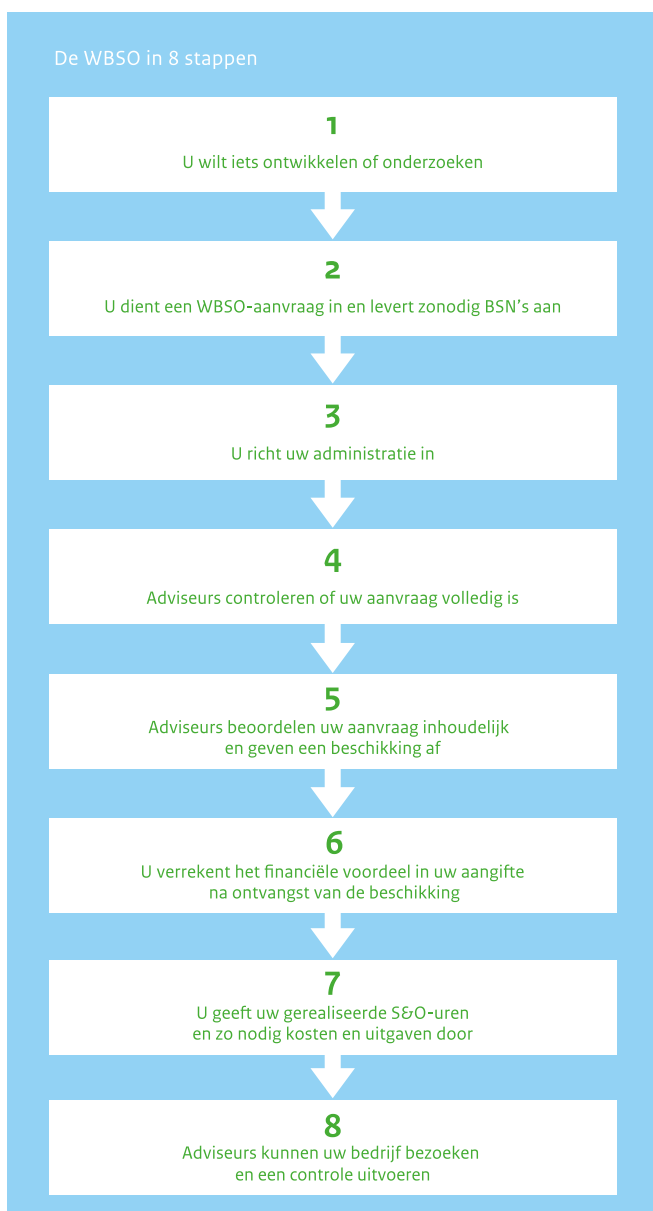 De WBSO in 8 stappen
1
U wilt iets ontwikkelen of onderzoeken
2
U dient een WBSO-aanvraag in en levert zonodig BSN's aan
3
U richt uw administratie in
4
Adviseurs controleren of uw aanvraag volledig is
5
Adviseurs beoordelen uw aanvraag inhoudelijk
en geven een beschikking af
6
U verrekent het financiële voordeel in uw aangifte
na ontvangst van de beschikking
7
U geeft uw gerealiseerde S&O-uren
en zo nodig kosten en uitgaven door
8
Adviseurs kunnen uw bedrijf bezoeken
en een controle uitvoeren